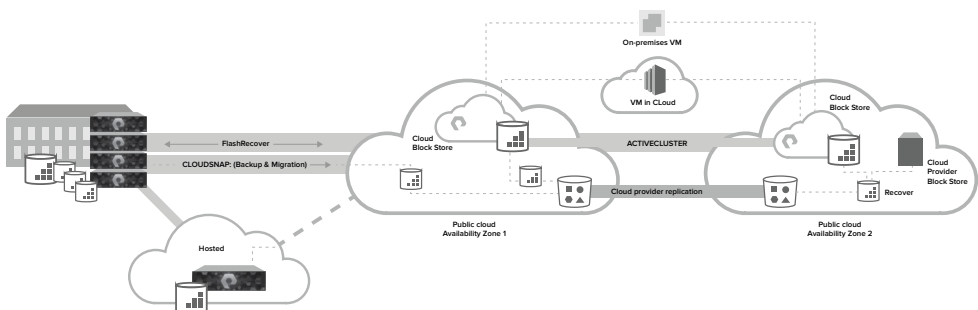 On-premises VM
VM in CLoud
Cloud
Block Store
FlashRecover
Cloud
Block Store
ACTIVECLUSTER
CLOUDSNAP: (Backup & Migration)
Cloud
Provider
Block Store
Cloud provider replication
Recover
Public cloud
Availability Zone 1
Public cloud
Availability Zone 2
Hosted